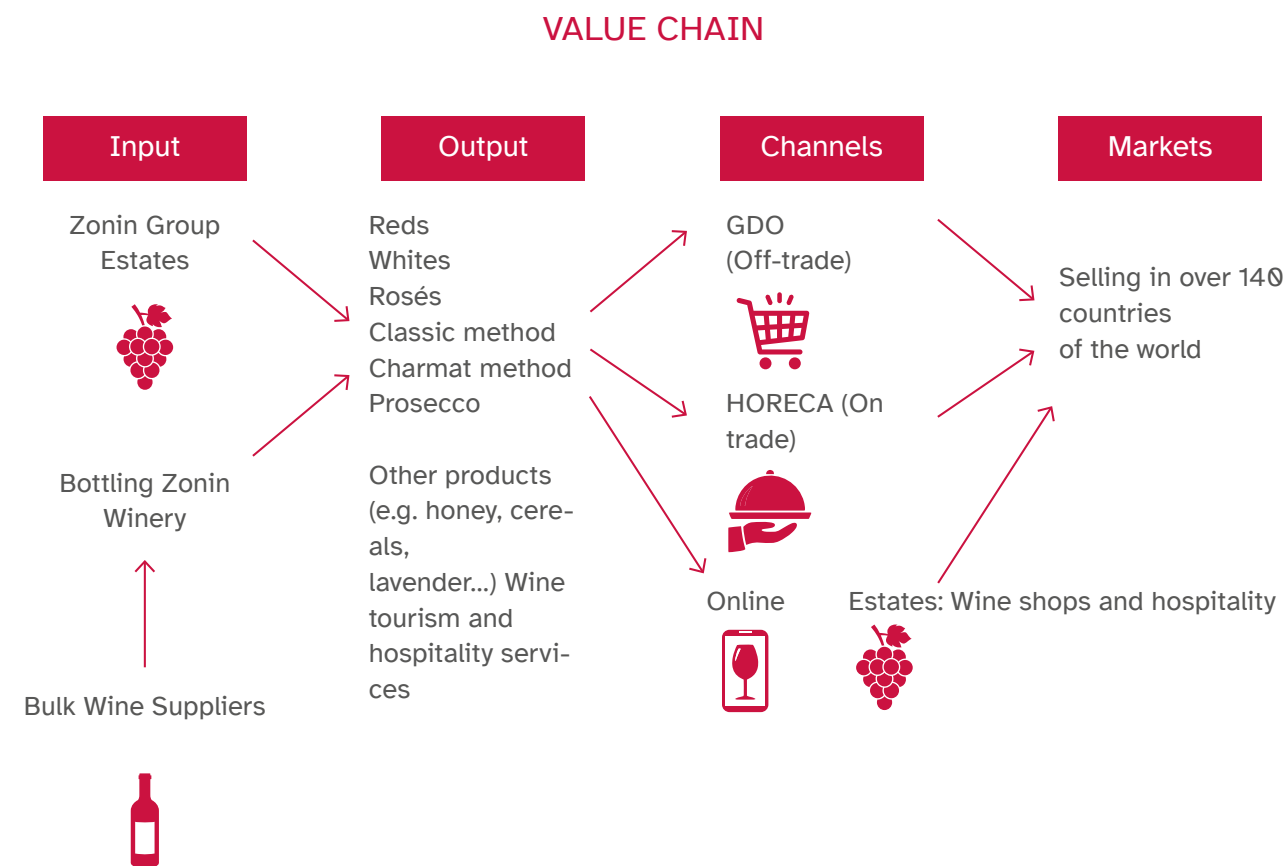 VALUE CHAIN
Input
Zonin Group
Estates
Bottling Zonin
Winery
Bulk Wine Suppliers
Output
Reds
Whites
Rosés
Classic method
Charmat method
Prosecco
Other products
(e.g. honey, cere-
als,
lavender...) Wine
tourism and
hospitality servi-
ces
Channels
GDO
(Off-trade)
HORECA (On
trade)
Online
Estates: Wine shops and hospitality
Markets
Selling in over 140
countries
of the world